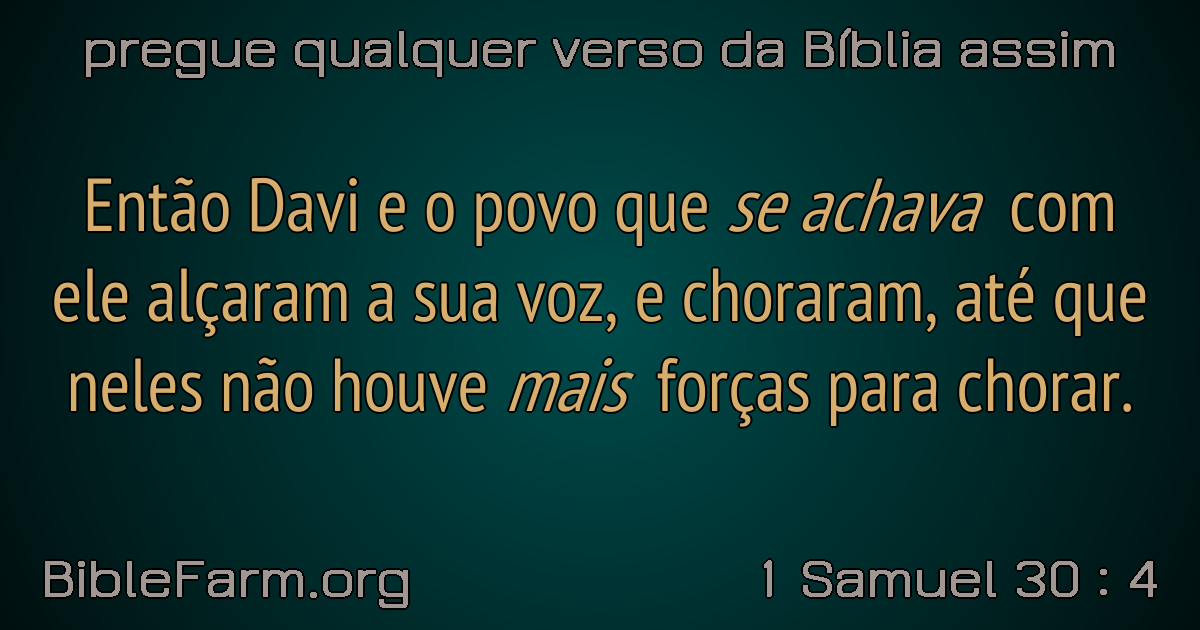 pregue qualquer verso da Bíblia assim
Então Davi e o povo que se achava com
ele alçaram a sua voz, e choraram, até que
neles não houve mais forças para chorar.
BibleFarm.org
1 Samuel 30 : 4